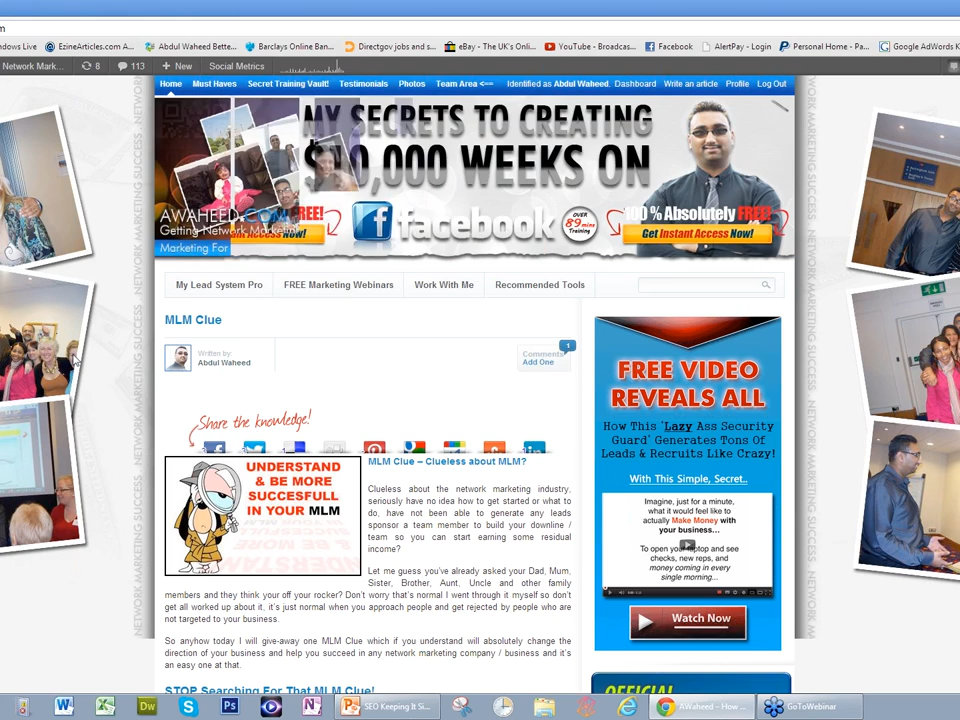 m
dows Live
EzineArticles.com A...
Abdul Waheed Bette...
Barclays Online Ban...
Directgov jobs and s...
eBay - The UK's Onli...
YouTube - Broadcas...
Facebook
AlertPay - Login
Personal Home - Pa...
Google AdWords K
Network Mark...
8
113
New
Social Metrics
Home
Must Haves
Secret Training Vault!
Testimonials
Photos
Team Area <==
Identified as Abdul Waheed.
Dashboard
Write an article
Profile
Log Out
MY SECRETS TO CREATING
$10,000 WEEKS ON
AWAHEED.COM
Getting Network Marketin
Marketing For
FREE!
Access Now!
facebook
OVER
89 mins
Training
100% Absolutely FREE!
Get Instant Access Now!
My Lead System Pro
FREE Marketing Webinars
Work With Me
Recommended Tools
MLM Clue
Written by:
Abdul Waheed
Comments
Add One
1
Share the knowledge!
UNDERSTAND
& BE MORE
SUCCESFULL
IN YOUR MLM
MLM Clue – Clueless about MLM?
Clueless about the network marketing industry,
seriously have no idea how to get started or what to
do, have not been able to generate any leads
sponsor a team member to build your downline /
team so you can start earning some residual
income?
Let me guess you've already asked your Dad, Mum,
Sister, Brother, Aunt, Uncle and other family
members and they think your off your rocker? Don't worry that's normal I went through it myself so don't
get all worked up about it, it's just normal when you approach people and get rejected by people who are
not targeted to your business.
So anyhow today I will give-away one MLM Clue which if you understand will absolutely change the
direction of your business and help you succeed in any network marketing company / business and it's
an easy one at that.
STOP Searching For That MLM Clue!
FREE VIDEO
REVEALS ALL
How This 'Lazy Ass Security
Guard' Generates Tons Of
Leads & Recruits Like Crazy!
With This Simple, Secret..
Imagine, just for a minute,
what it would feel like to
actually Make Money with
your business...
To open your laptop and see
checks, new reps, and
money coming in every
single morning...
Watch Now
OFFICIAL
NETWORK MARKETING SUCCESS
SEO Keeping It Si...
AWaheed - How ...
GoToWebinar